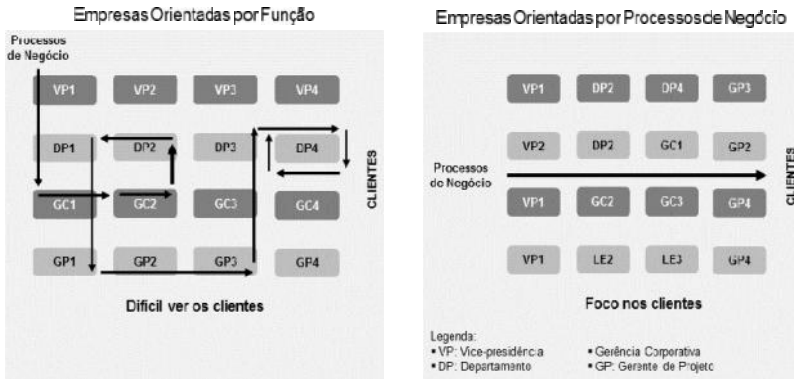 Empresas Orientadas por Função
Processos
de Negócio
VP1 VP2 VP3 VP4
DP1 DP2 DP3 DP4
GC1 GC2 GC3 GC4
GP1 GP2 GP3 GP4
CLIENTES
Difícil ver os clientes
Empresas Orientadas por Processos de Negócio
VP1 DP2 DP4 GP3
VP2 DP2 GC1 GP2
Processos
de Negócio
VP1 GC2 GC3 GP4
VP1 LE2 LE3 GP4
CLIENTES
Foco nos clientes
Legenda:
▪ VP: Vice-presidência
▪ DP: Departamento
▪ Gerência Corporativa
▪ GP: Gerente de Projeto